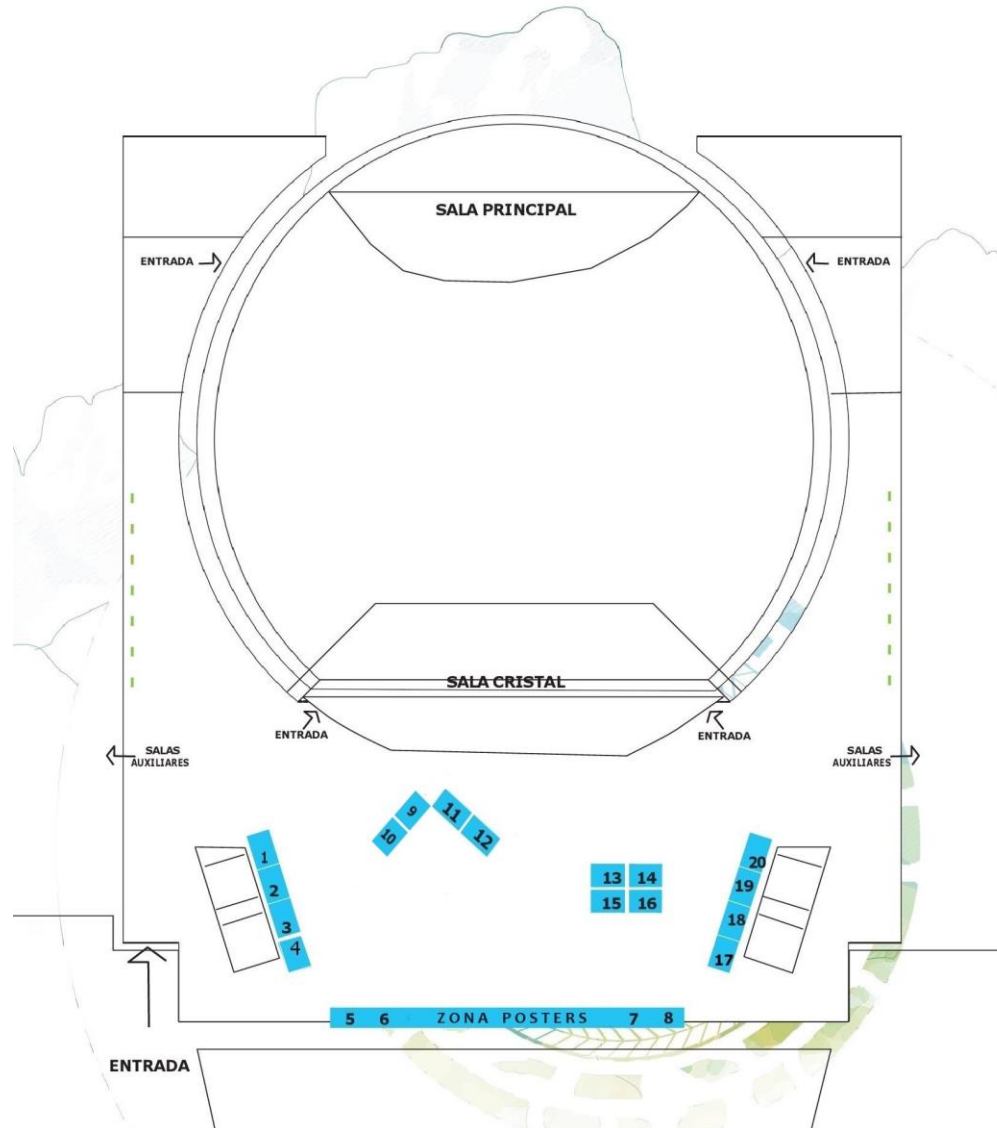 SALA PRINCIPAL
ENTRADA
ENTRADA
SALA CRISTAL
ENTRADA
ENTRADA
SALAS
AUXILIARES
SALAS
AUXILIARES
9
10
11
12
1
2
3
4
13 14
15 16
20
19
18
17
5 6 ZONA POSTERS 7 8
ENTRADA